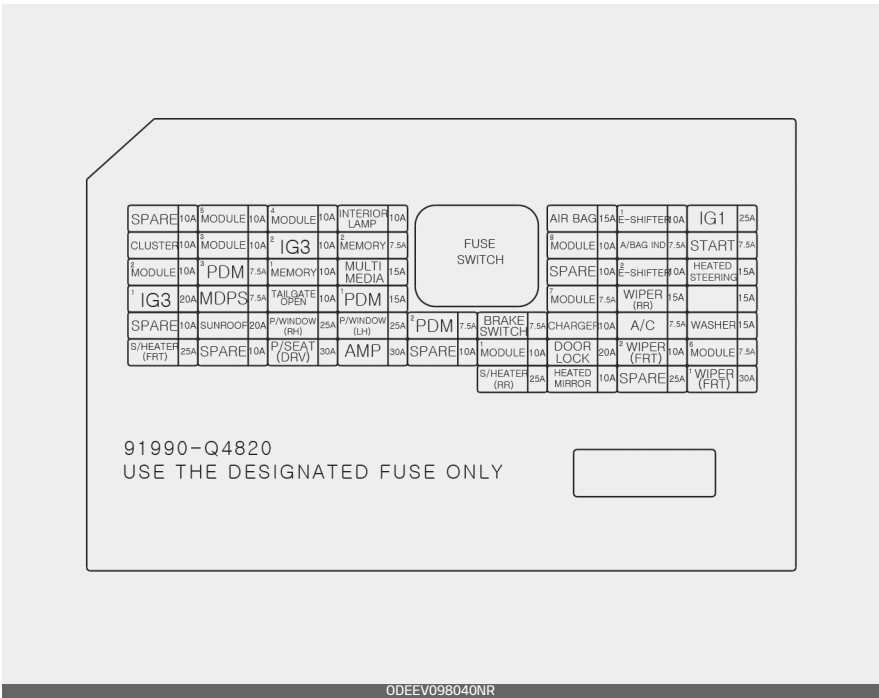 SPARE 10A 5 MODULE 10A 4 MODULE 10A INTERIOR LAMP 10A
CLUSTER 10A 3 MODULE 10A 2 IG3 10A 2 MEMORY 7.5A
2 MODULE 10A 3 PDM 7.5A 1 MEMORY 10A MULTI MEDIA 15A
1 IG3 20A MDPS 7.5A TAILGATE OPEN 10A 1 PDM 15A
FUSE
SWITCH
AIR BAG 15A 1 E-SHIFTER 10A IG1 25A
8 MODULE 10A A/BAG IND 7.5A START 7.5A
SPARE 10A 2 E-SHIFTER 10A HEATED STEERING 15A
7 MODULE 7.5A WIPER (RR) 15A 15A
SPARE 10A SUNROOF 20A P/WINDOW (RH) 25A P/WINDOW (LH) 25A 2 PDM 7.5A BRAKE SWITCH 7.5A CHARGER 10A A/C 7.5A WASHER 15A
S/HEATER (FRT) 25A SPARE 10A P/SEAT (DRV) 30A AMP 30A SPARE 10A 1 MODULE 10A DOOR LOCK 20A 2 WIPER (FRT) 10A 6 MODULE 7.5A
S/HEATER (RR) 25A HEATED MIRROR 10A SPARE 25A 1 WIPER (FRT) 30A
91990-Q4820
USE THE DESIGNATED FUSE ONLY
ODEEV098040NR